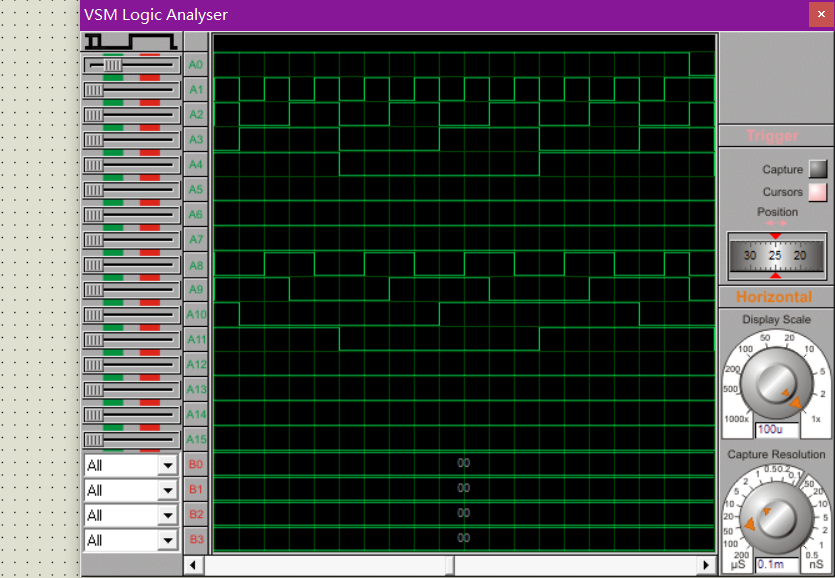 VSM Logic Analyser
A0
A1
A2
A3
A4
A5
A6
A7
A8
A9
A10
A11
A12
A13
A14
A15
All B0 00
All B1 00
All B2 00
All B3 00
Trigger
Capture
Cursors
Position
30 25 20
Horizontal
Display Scale
1000x 500 200 100 50 20 10 5 2 1x
100u
Capture Resolution
200 100 50 20 10 5 2 1 0.5 0.2 0.1 50 20 10 5 2 1 0.5
µS nS
0.1m